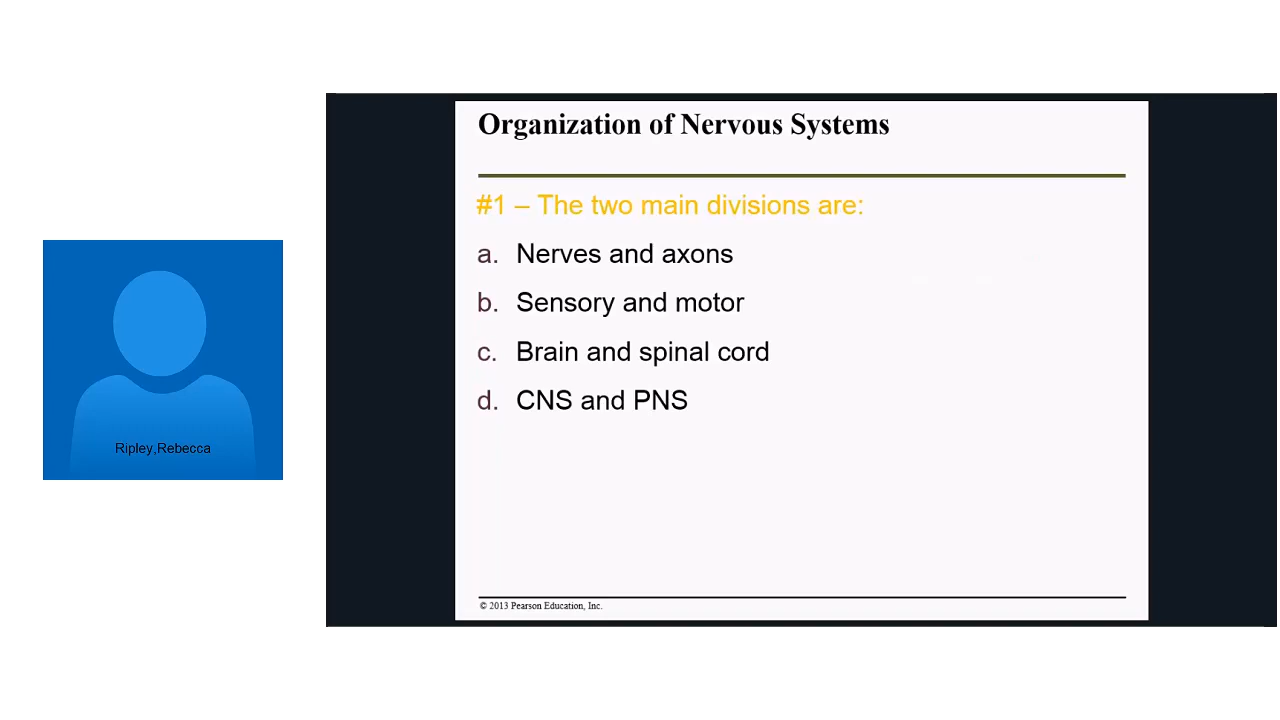 Organization of Nervous Systems
#1 – The two main divisions are:
a. Nerves and axons
b. Sensory and motor
c. Brain and spinal cord
d. CNS and PNS
Ripley,Rebecca
© 2013 Pearson Education, Inc.